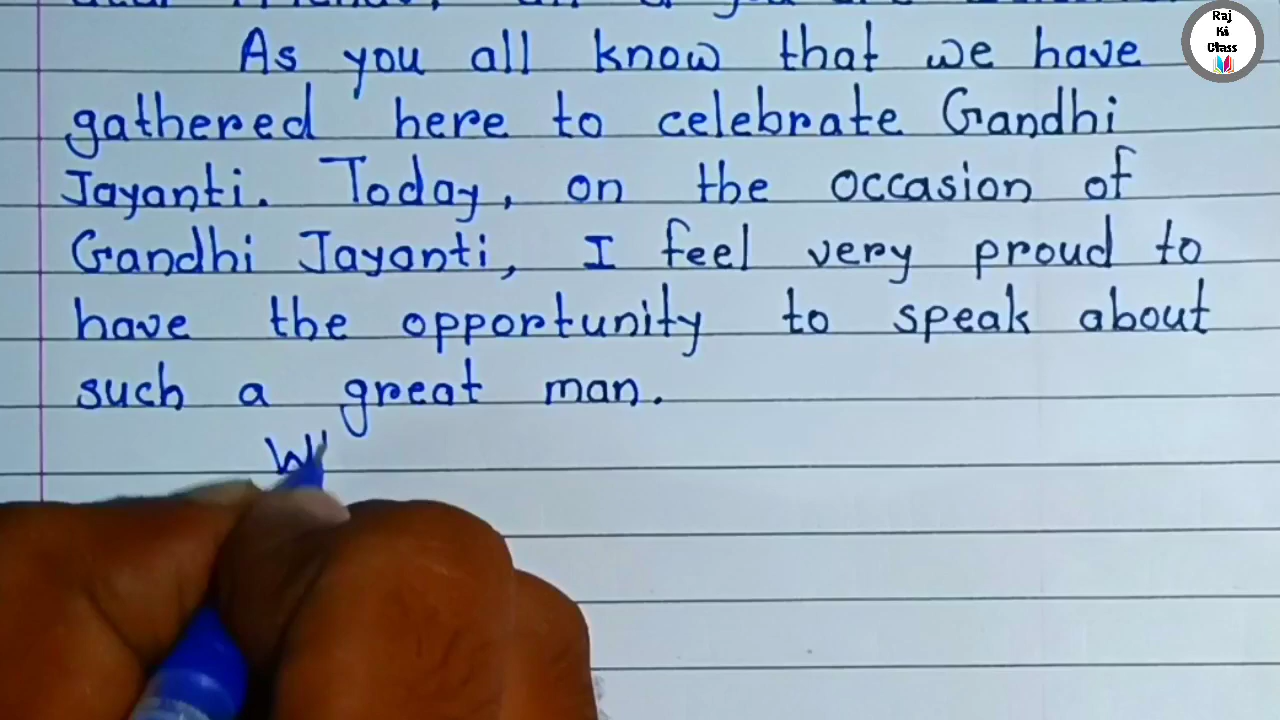 As you all know that we have
gathered here to celebrate Gandhi
Jayanti. Today, on the occasion of
Gandhi Jayanti, I feel very proud to
have the opportunity to speak about
such a great man.
Raj
Ki
Class